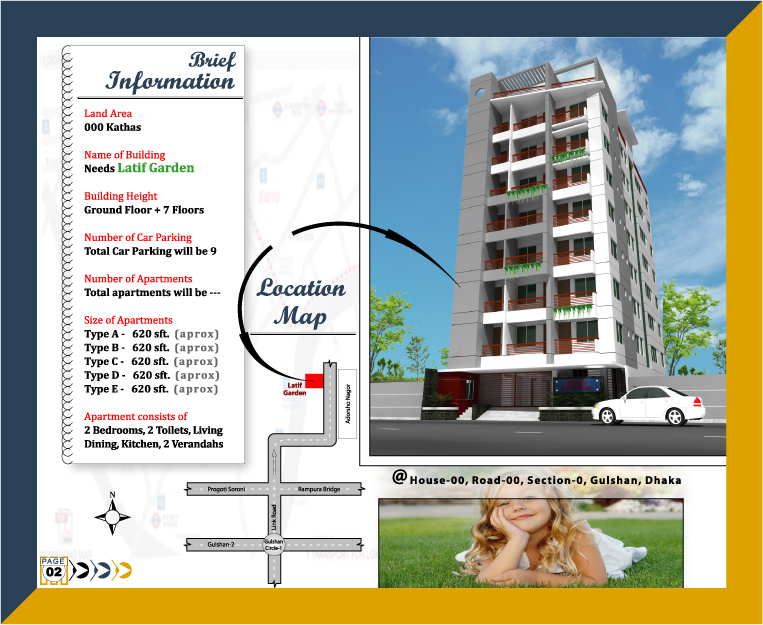 Brief
Information
Land Area
000 Kathas
Name of Building
Needs Latif Garden
Building Height
Ground Floor + 7 Floors
Number of Car Parking
Total Car Parking will be 9
Number of Apartments
Total apartments will be ---
Size of Apartments
Type A - 620 sft. (aprox)
Type B - 620 sft. (aprox)
Type C - 620 sft. (aprox)
Type D - 620 sft. (aprox)
Type E - 620 sft. (aprox)
Apartment consists of
2 Bedrooms, 2 Toilets, Living
Dining, Kitchen, 2 Verandahs
Location
Map
Latif
Garden
Adorsho Nagor
Progoti Soroni
Rampura Bridge
Link Road
Gulshan-2
Gulshan
Circle-1
N
@ House-00, Road-00, Section-0, Gulshan, Dhaka
PAGE
02